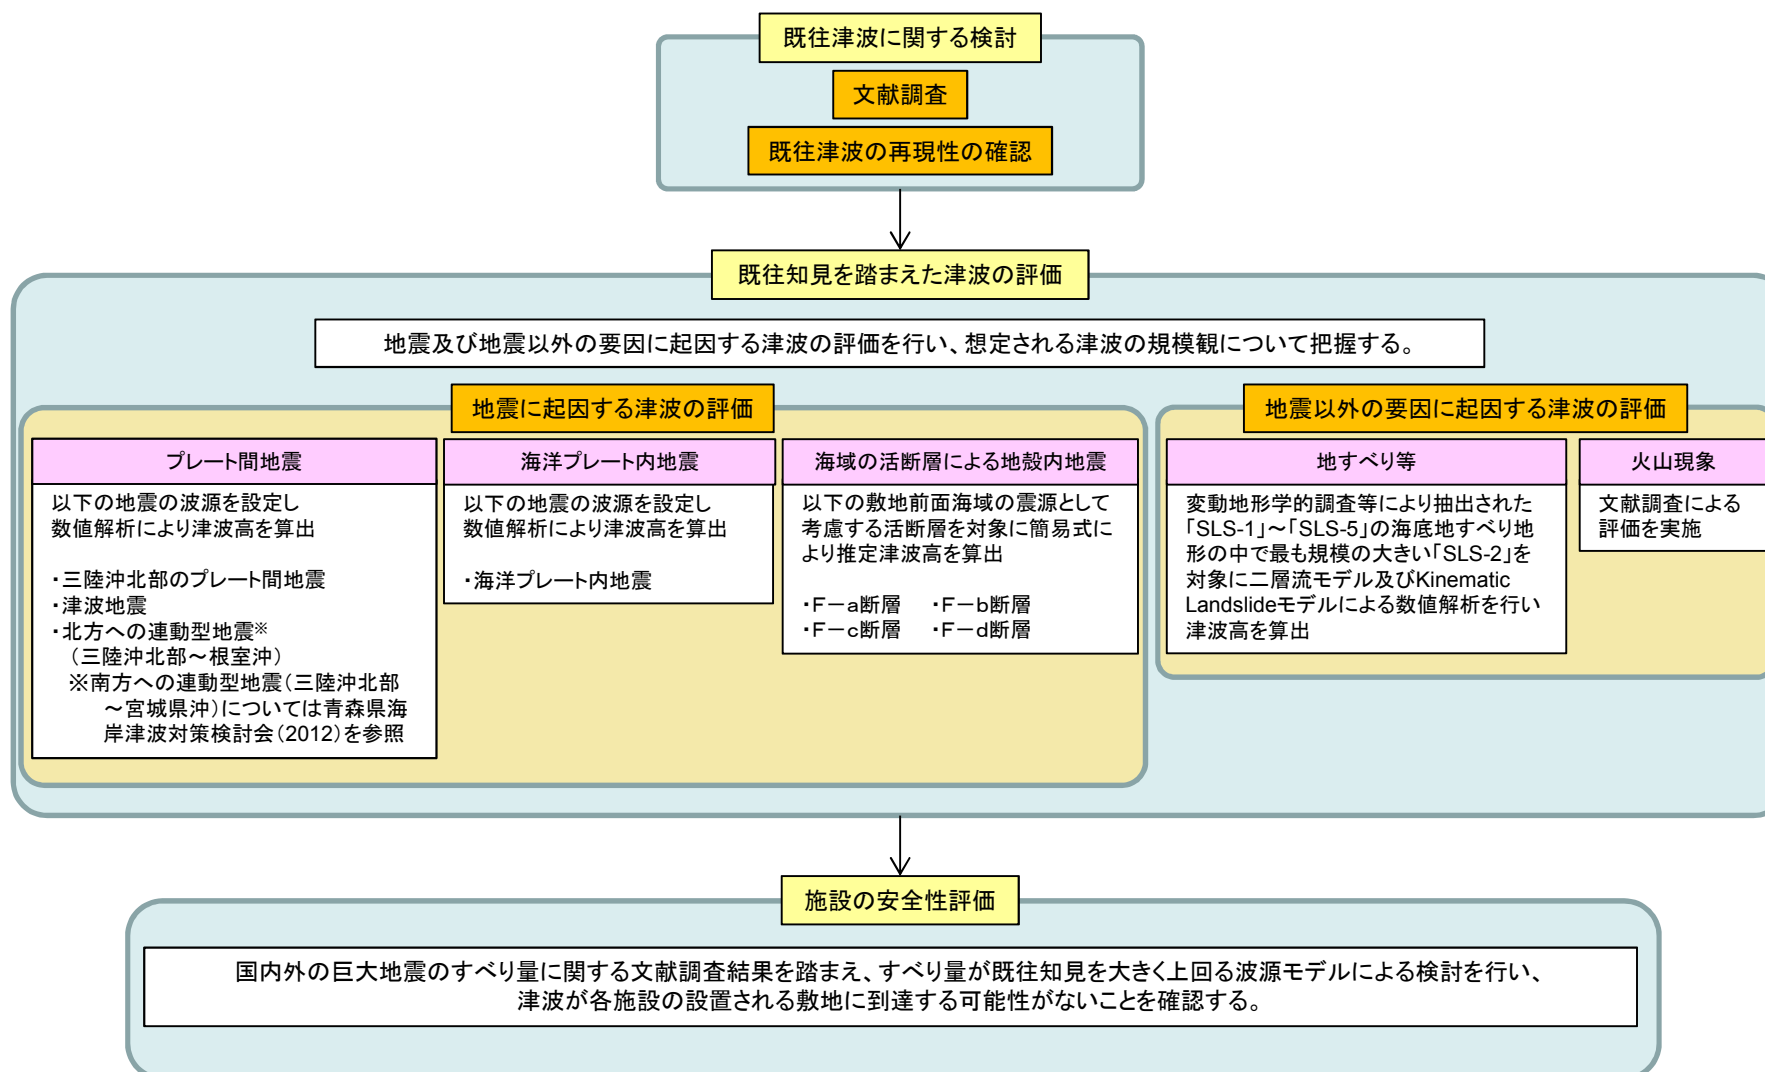 既往津波に関する検討
文献調査
既往津波の再現性の確認
既往知見を踏まえた津波の評価
地震及び地震以外の要因に起因する津波の評価を行い、想定される津波の規模観について把握する。
地震に起因する津波の評価
プレート間地震
以下の地震の波源を設定し
数値解析により津波高を算出
・三陸沖北部のプレート間地震
・津波地震
・北方への連動型地震※
（三陸沖北部～根室沖）
※南方への連動型地震（三陸沖北部
～宮城県沖）については青森県海
岸津波対策検討会（2012）を参照
海洋プレート内地震
以下の地震の波源を設定し
数値解析により津波高を算出
・海洋プレート内地震
海域の活断層による地殻内地震
以下の敷地前面海域の震源として
考慮する活断層を対象に簡易式に
より推定津波高を算出
・F－a断層　・F－b断層
・F－c断層　・F－d断層
地震以外の要因に起因する津波の評価
地すべり等
変動地形学的調査等により抽出された
「SLS-1」～「SLS-5」の海底地すべり地
形の中で最も規模の大きい「SLS-2」を
対象に二層流モデル及びKinematic
Landslideモデルによる数値解析を行い
津波高を算出
火山現象
文献調査による
評価を実施
施設の安全性評価
国内外の巨大地震のすべり量に関する文献調査結果を踏まえ、すべり量が既往知見を大きく上回る波源モデルによる検討を行い、
津波が各施設の設置される敷地に到達する可能性がないことを確認する。